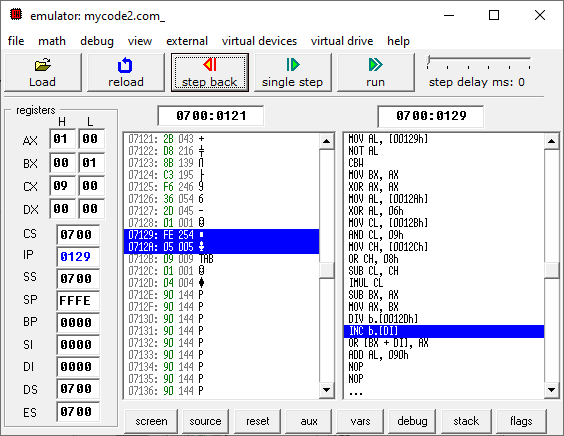 emulator: mycode2.com_
file math debug view external virtual devices virtual drive help
Load reload step back single step run step delay ms: 0
registers
H L
AX 01 00
BX 00 01
CX 09 00
DX 00 00
CS 0700
IP 0129
SS 0700
SP FFFE
BP 0000
SI 0000
DI 0000
DS 0700
ES 0700
0700:0121
07121: 2B 043 +
07122: D8 216 ╪
07123: 8B 139 ï
07124: C3 195 ├
07125: F6 246 ÷
07126: 36 054 6
07127: 2D 045 -
07128: 01 001 ☺
07129: FE 254 ■
0712A: 05 005 ♣
0712B: 09 009 TAB
0712C: 01 001 ☺
0712D: 04 004 ♦
0712E: 90 144 P
0712F: 90 144 P
07130: 90 144 P
07131: 90 144 P
07132: 90 144 P
07133: 90 144 P
07134: 90 144 P
07135: 90 144 P
07136: 90 144 P
0700:0129
MOV AL, [00129h]
NOT AL
CBW
MOV BX, AX
XOR AX, AX
MOV AL, [0012Ah]
XOR AL, 06h
MOV CL, [0012Bh]
AND CL, 09h
MOV CH, [0012Ch]
OR CH, 08h
SUB CL, CH
IMUL CL
SUB BX, AX
MOV AX, BX
DIV b.[0012Dh]
INC b.[DI]
OR [BX + DI], AX
ADD AL, 090h
NOP
NOP
...
screen source reset aux vars debug stack flags